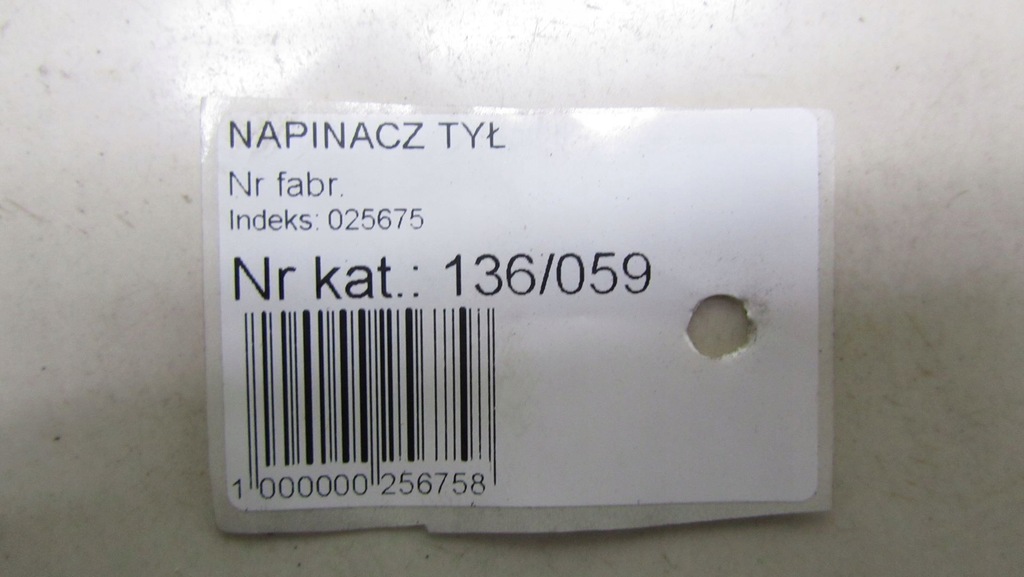 NAPINACZ TYŁ
Nr fabr.
Indeks: 025675
Nr kat.: 136/059
1 000000 256758